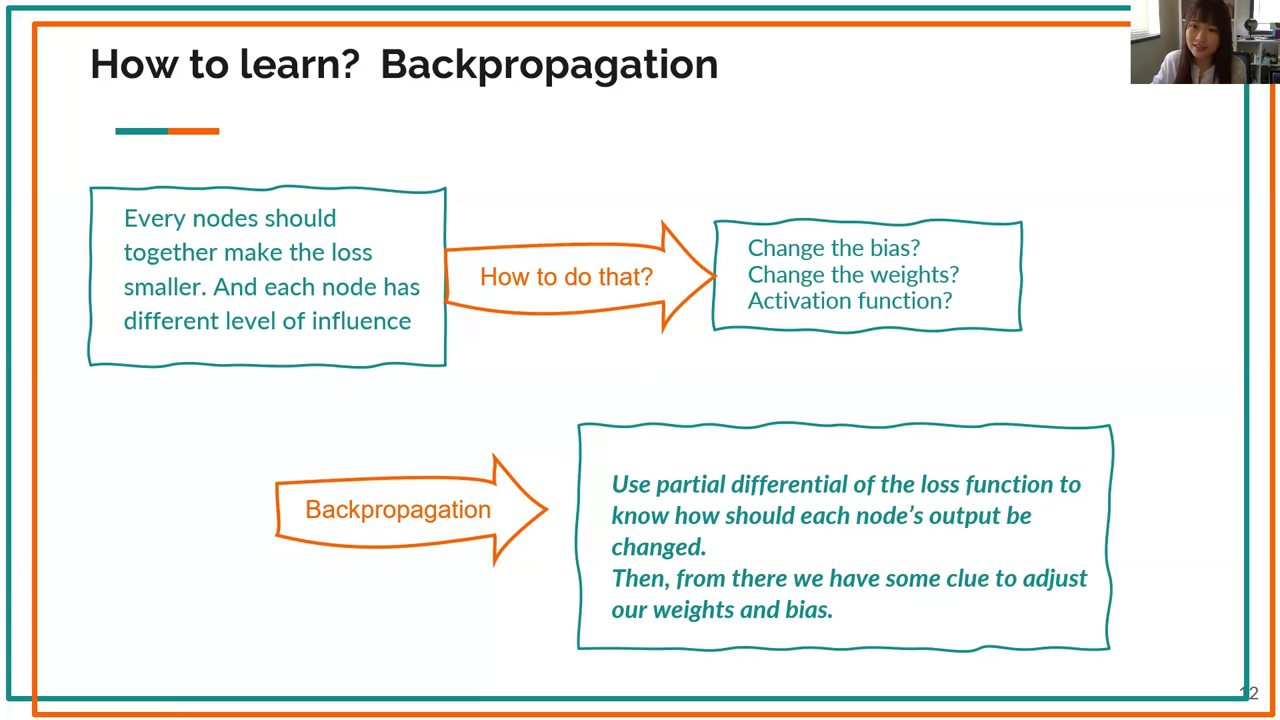 How to learn? Backpropagation
Every nodes should
together make the loss
smaller. And each node has
different level of influence
How to do that?
Change the bias?
Change the weights?
Activation function?
Backpropagation
Use partial differential of the loss function to
know how should each node's output be
changed.
Then, from there we have some clue to adjust
our weights and bias.
12